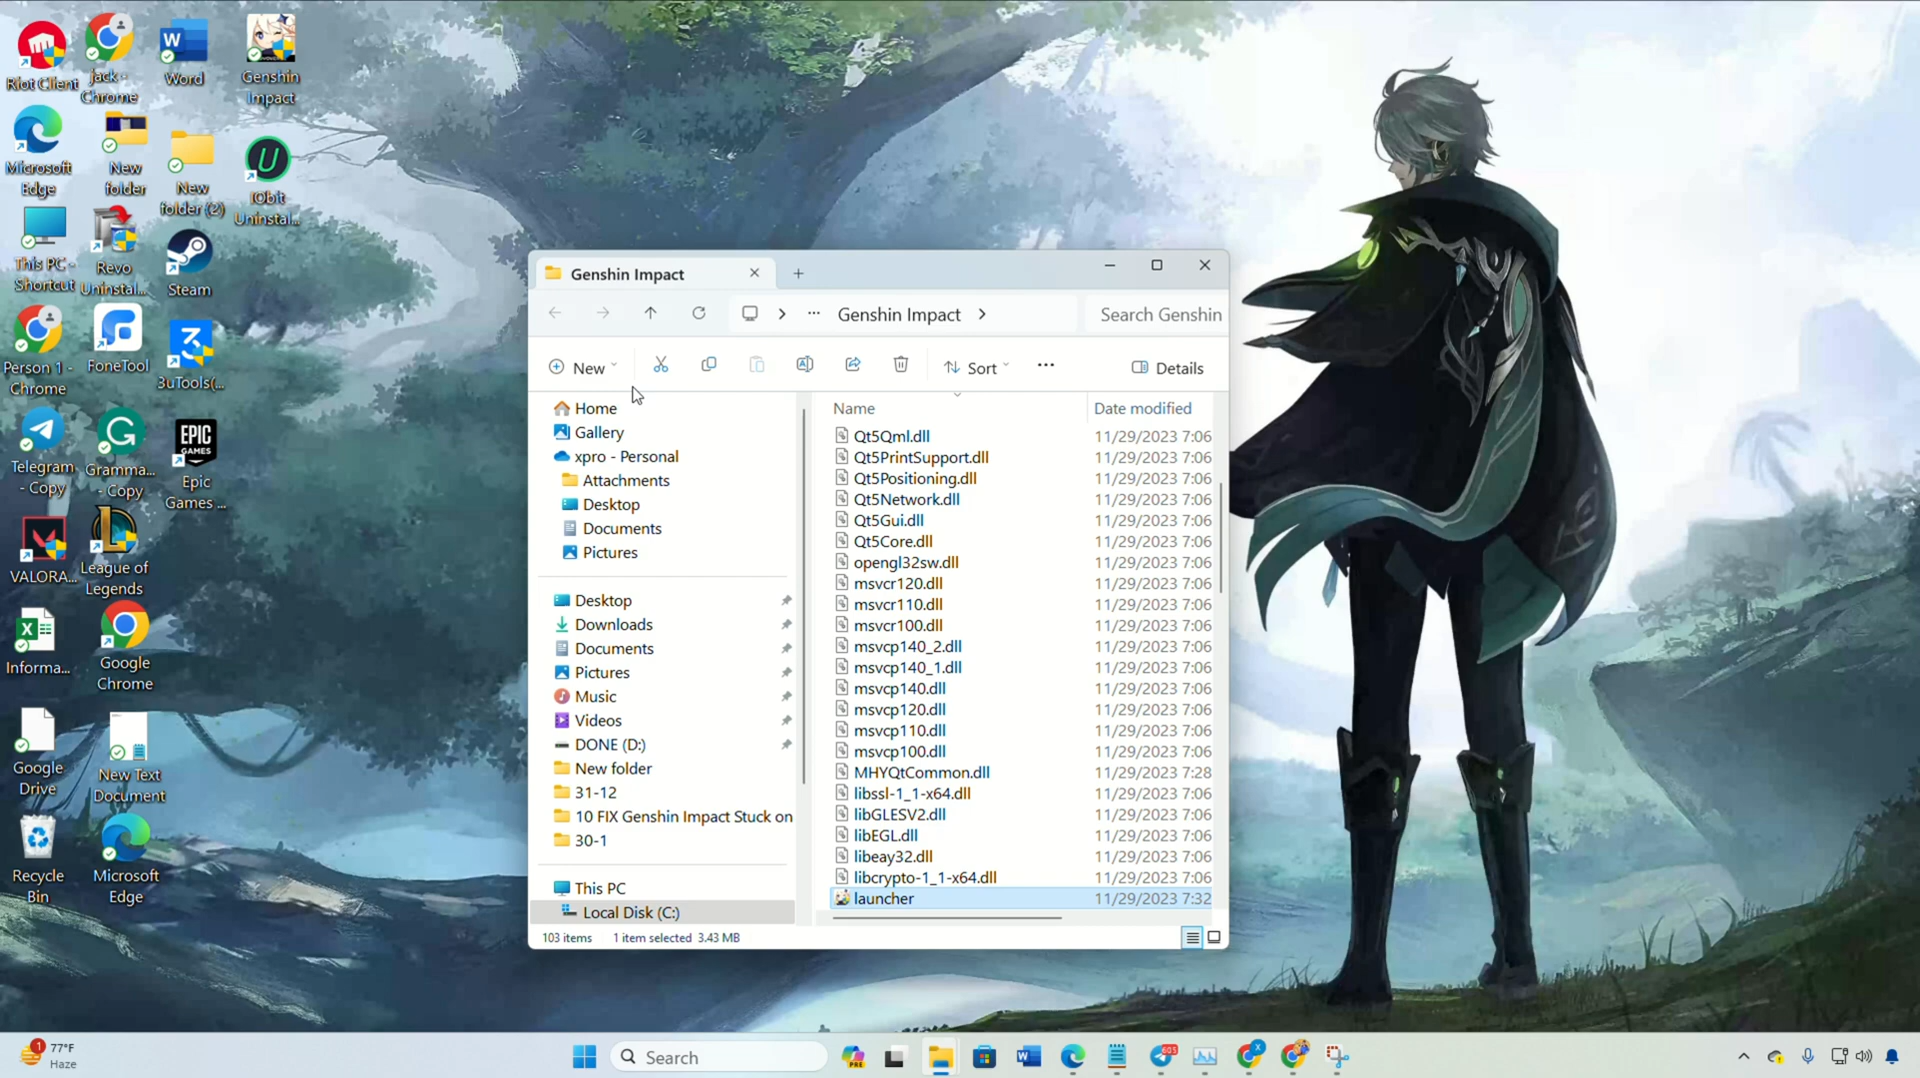 Riot Client
Jack -
Chrome
Word
Genshin
Impact
Microsoft
Edge
New
folder
New
folder (2)
IObit
Uninstal...
This PC -
Shortcut
Revo
Uninstal...
Steam
Person 1 -
Chrome
FoneTool
3uTools(...
Telegram
- Copy
Gramma...
- Copy
EPIC
GAMES
Epic
Games ...
VALORA...
League of
Legends
Informa...
Google
Chrome
Google
Drive
New Text
Document
Recycle
Bin
Microsoft
Edge
Genshin Impact
Genshin Impact
Search Genshin
New
Sort
Details
Home
Gallery
xpro - Personal
Attachments
Desktop
Documents
Pictures
Desktop
Downloads
Documents
Pictures
Music
Videos
DONE (D:)
New folder
31-12
10 FIX Genshin Impact Stuck on
30-1
This PC
Local Disk (C:)
Name Date modified
Qt5Qml.dll 11/29/2023 7:06
Qt5PrintSupport.dll 11/29/2023 7:06
Qt5Positioning.dll 11/29/2023 7:06
Qt5Network.dll 11/29/2023 7:06
Qt5Gui.dll 11/29/2023 7:06
Qt5Core.dll 11/29/2023 7:06
opengl32sw.dll 11/29/2023 7:06
msvcr120.dll 11/29/2023 7:06
msvcr110.dll 11/29/2023 7:06
msvcr100.dll 11/29/2023 7:06
msvcp140_2.dll 11/29/2023 7:06
msvcp140_1.dll 11/29/2023 7:06
msvcp140.dll 11/29/2023 7:06
msvcp120.dll 11/29/2023 7:06
msvcp110.dll 11/29/2023 7:06
msvcp100.dll 11/29/2023 7:06
MHYQtCommon.dll 11/29/2023 7:28
libssl-1_1-x64.dll 11/29/2023 7:06
libGLESV2.dll 11/29/2023 7:06
libEGL.dll 11/29/2023 7:06
libeay32.dll 11/29/2023 7:06
libcrypto-1_1-x64.dll 11/29/2023 7:06
launcher 11/29/2023 7:32
103 items 1 item selected 3.43 MB
1
77°F
Haze
Search
PRE
605